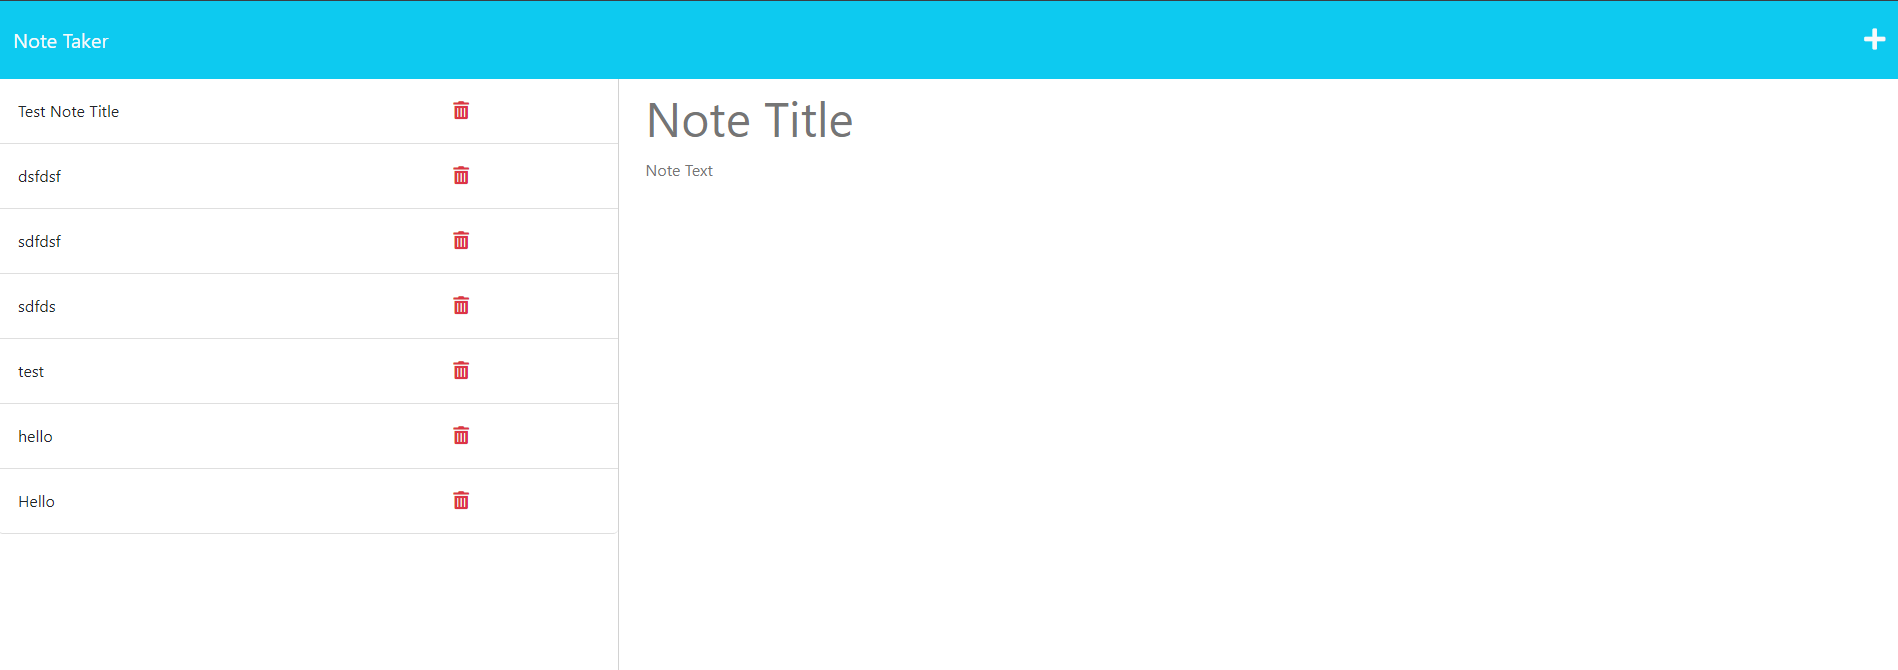 Note Taker
Test Note Title
dsfdsf
sdfdsf
sdfds
test
hello
Hello
Note Title
Note Text